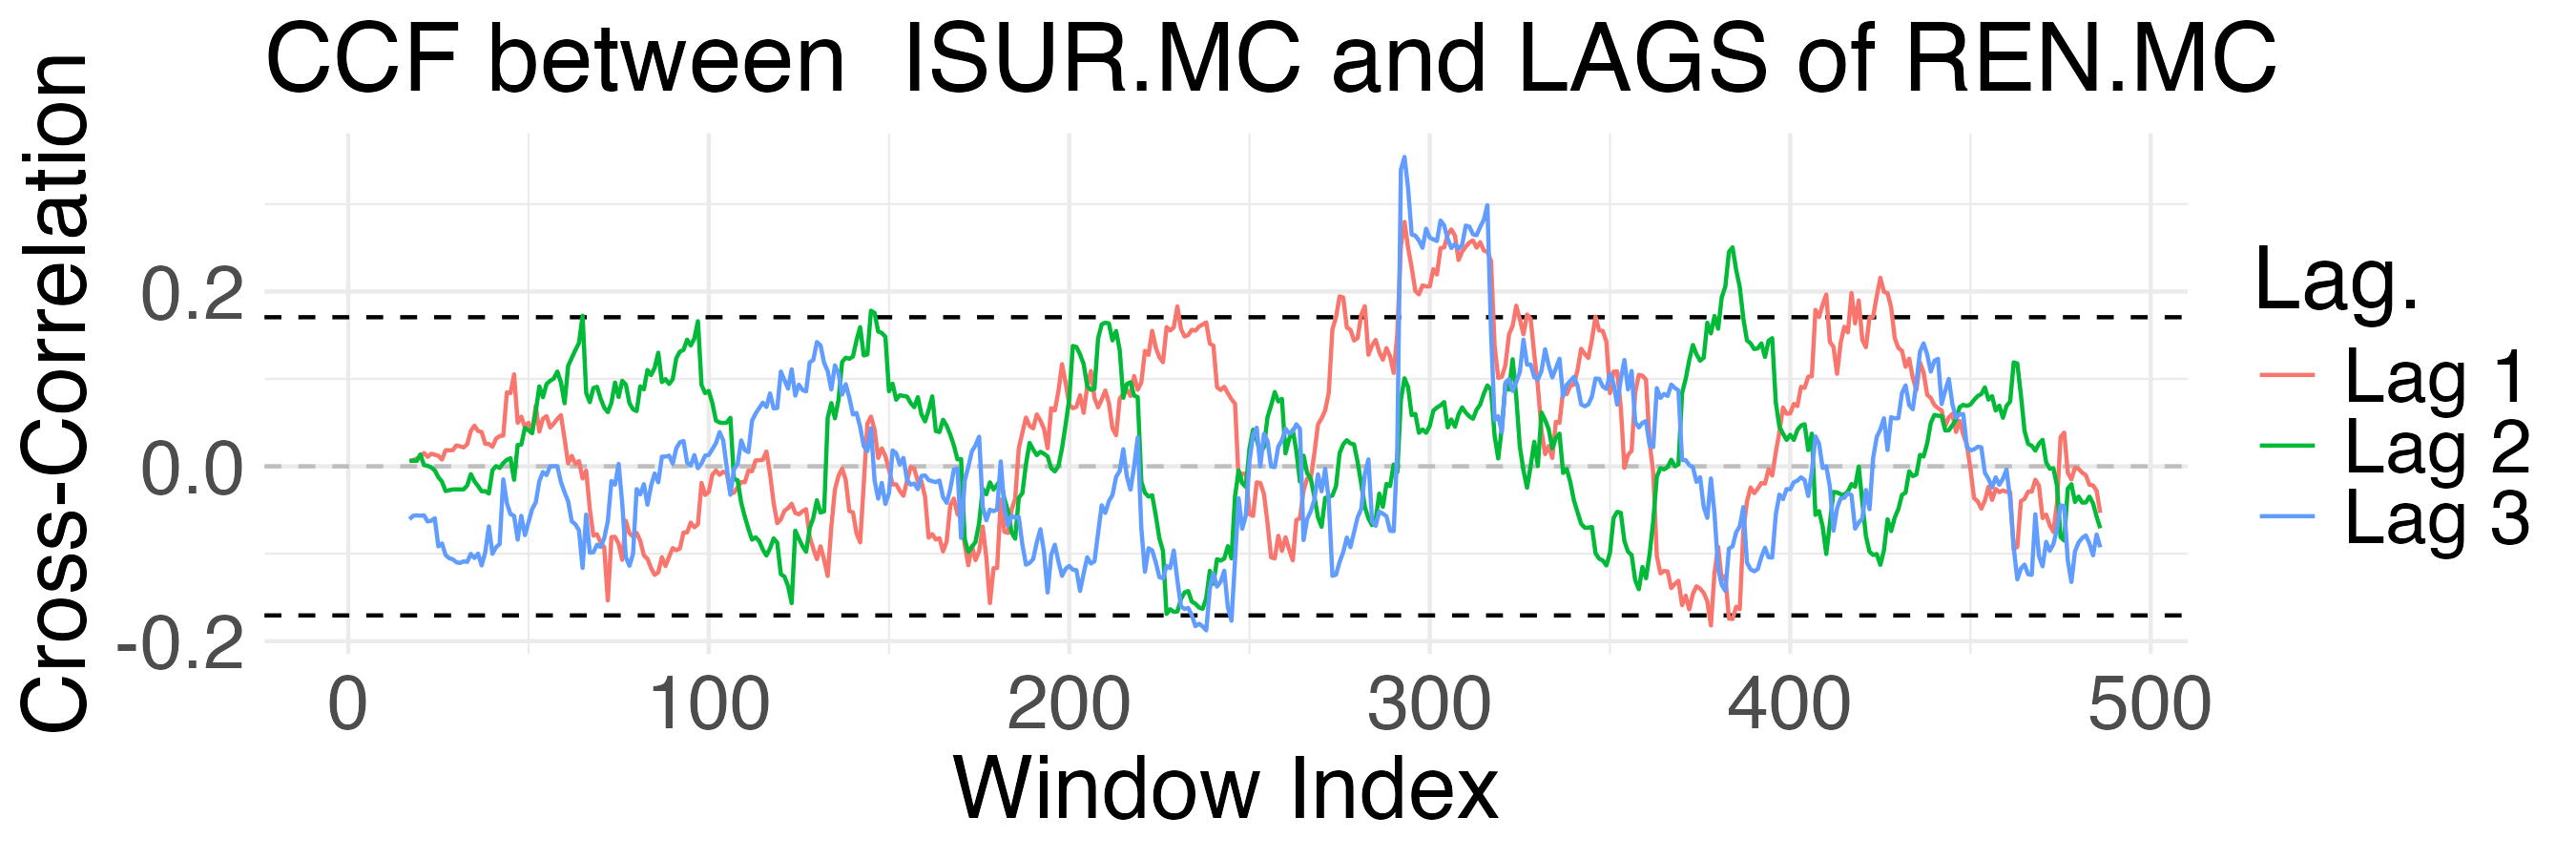 CCF between ISUR.MC and LAGS of REN.MC
Cross-Correlation
0.2
0.0
-0.2
0 100 200 300 400 500
Window Index
Lag.
Lag 1
Lag 2
Lag 3